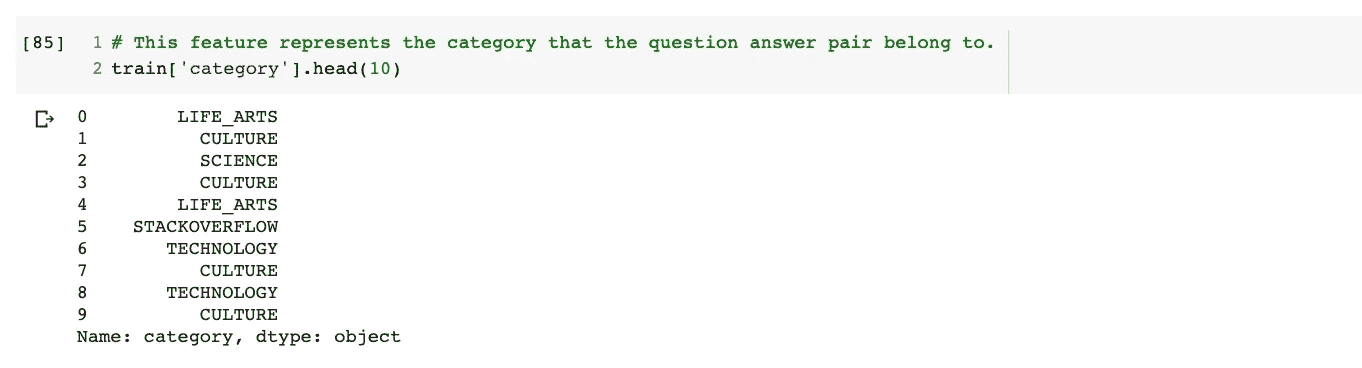 [85] 1 # This feature represents the category that the question answer pair belong to.
2 train['category'].head(10)
0 LIFE_ARTS
1 CULTURE
2 SCIENCE
3 CULTURE
4 LIFE_ARTS
5 STACKOVERFLOW
6 TECHNOLOGY
7 CULTURE
8 TECHNOLOGY
9 CULTURE
Name: category, dtype: object